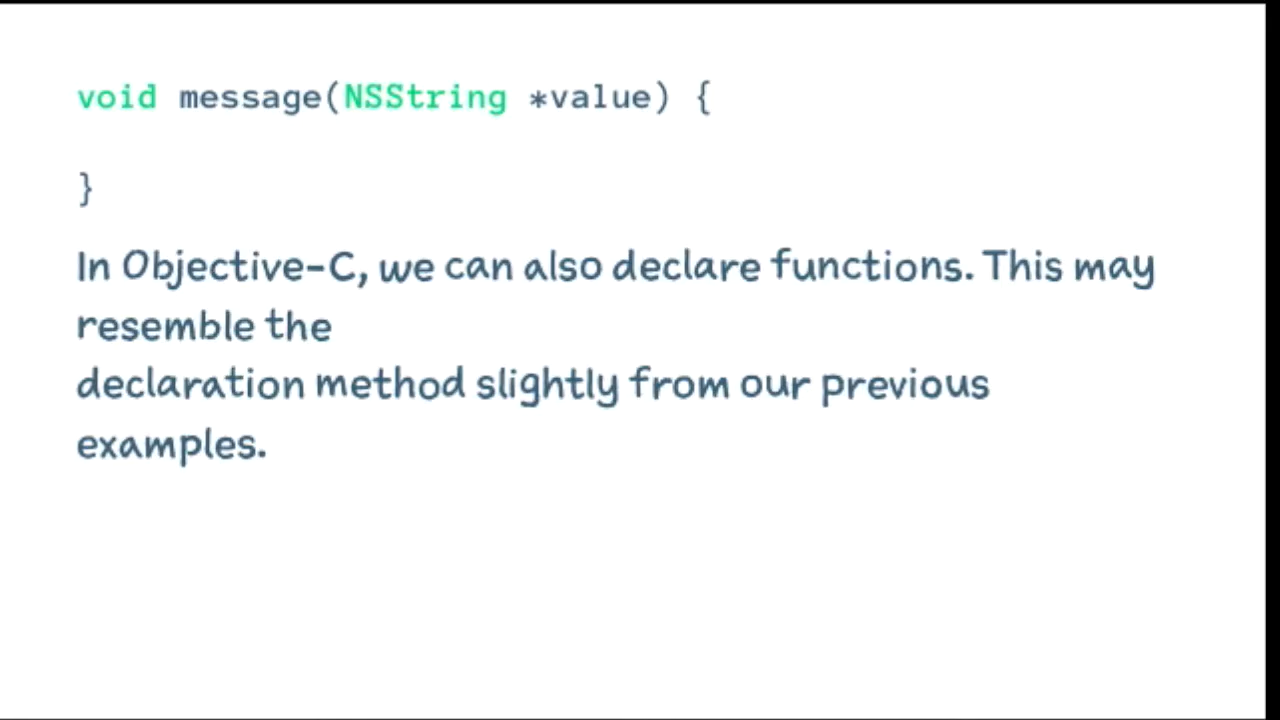 void message(NSString *value) {
}
In Objective-C, we can also declare functions. This may
resemble the
declaration method slightly from our previous
examples.